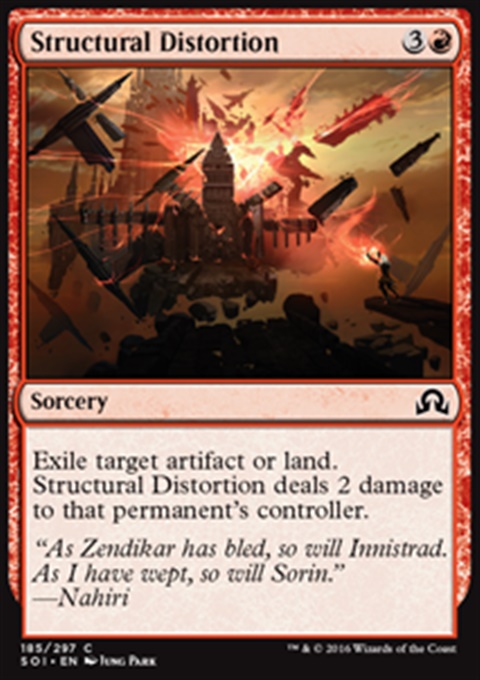 Structural Distortion 3
Sorcery
Exile target artifact or land.
Structural Distortion deals 2 damage
to that permanent's controller.
"As Zendikar has bled, so will Innistrad.
As I have wept, so will Sorin."
—Nahiri
185/297 C
SOI • EN Jung Park
™ & © 2016 Wizards of the Coast